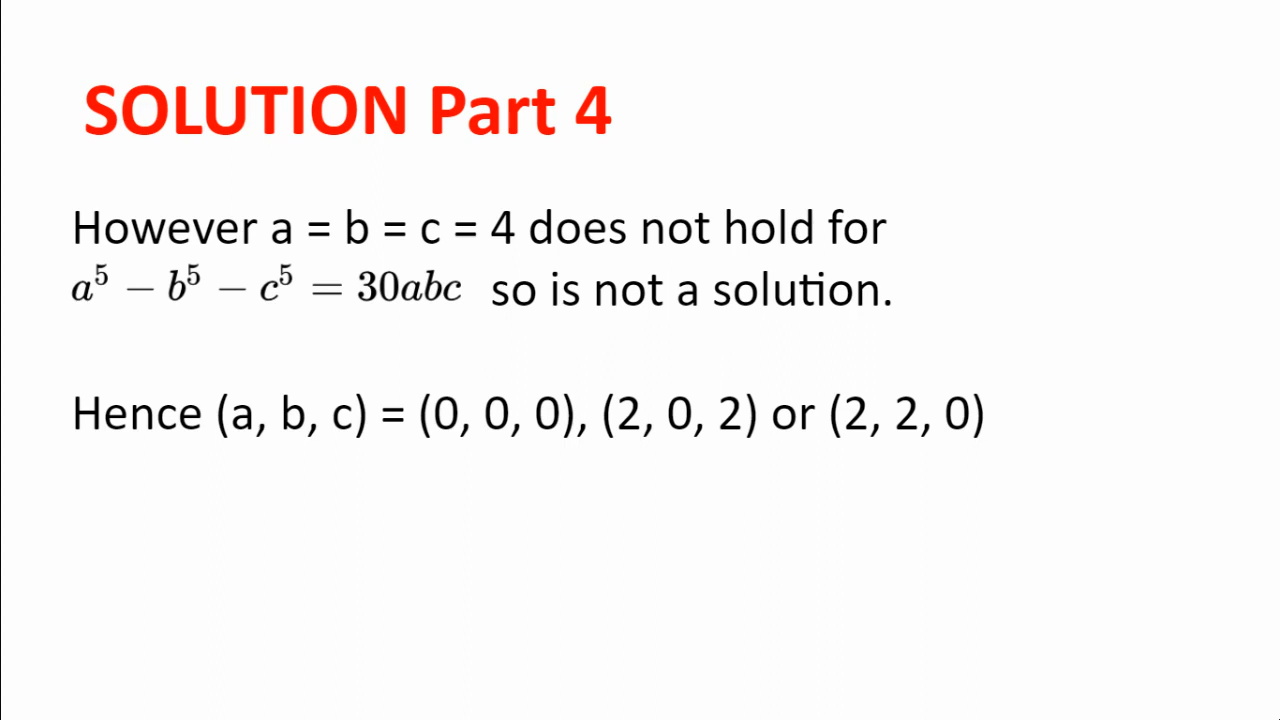 SOLUTION Part 4
However a = b = c = 4 does not hold for
a⁵ − b⁵ − c⁵ = 30abc so is not a solution.
Hence (a, b, c) = (0, 0, 0), (2, 0, 2) or (2, 2, 0)